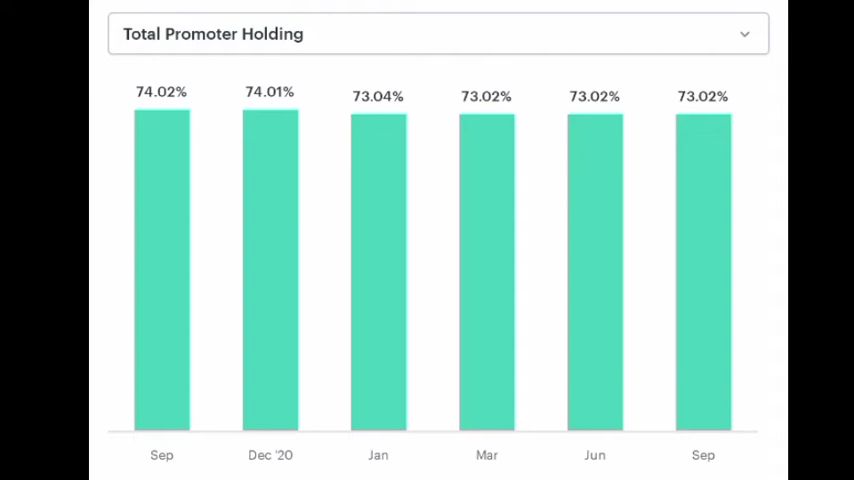 Total Promoter Holding
74.02% 74.01% 73.04% 73.02% 73.02% 73.02%
Sep Dec '20 Jan Mar Jun Sep